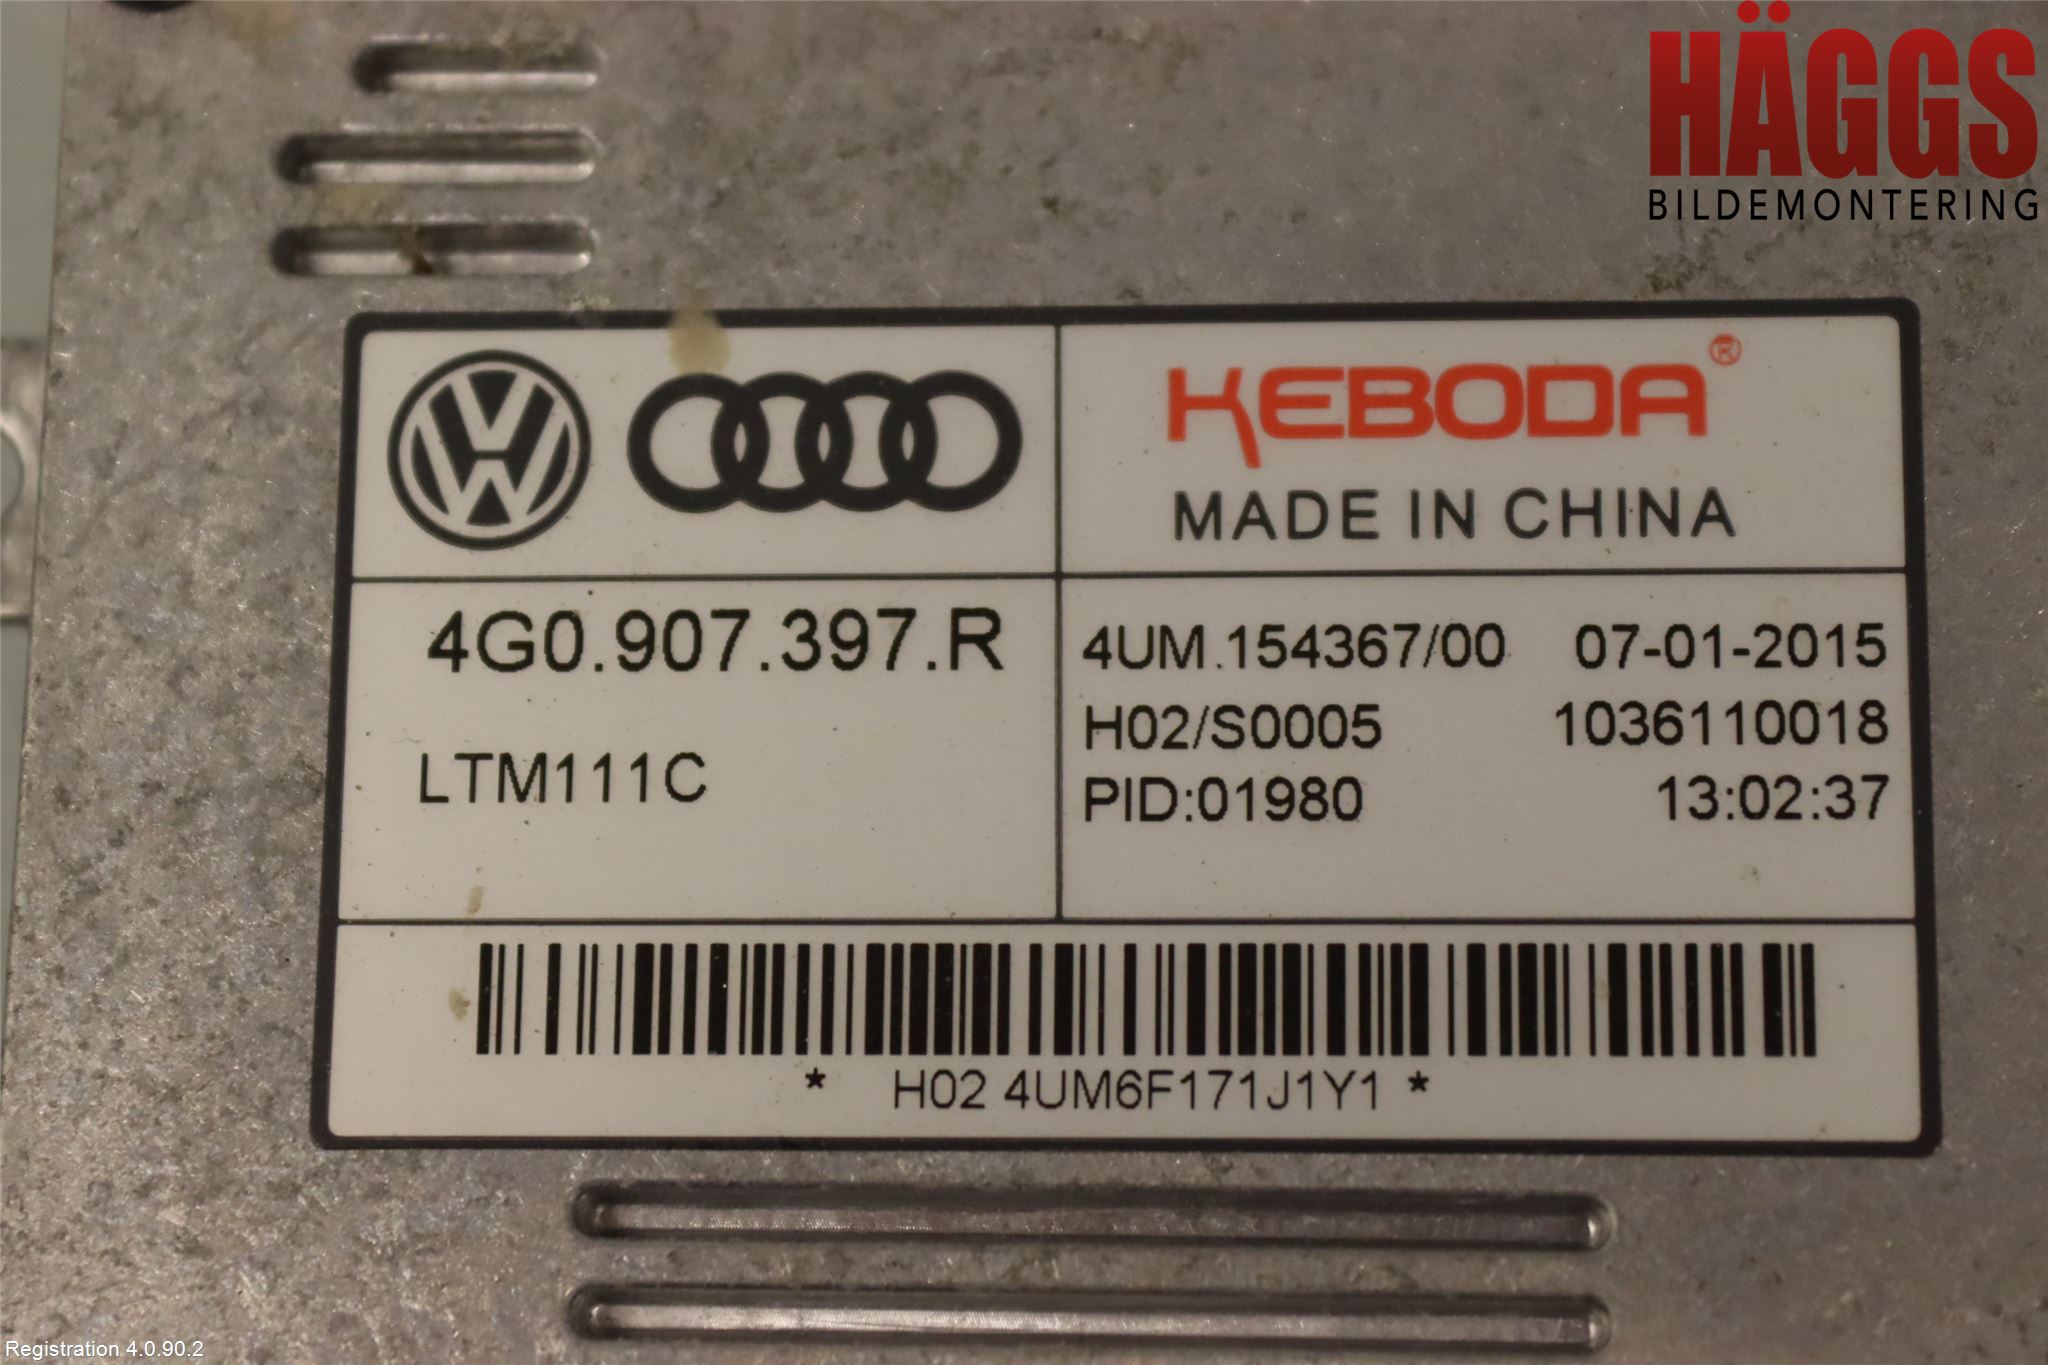 HÄGGS
BILDEMONTERING
KEBODA®
MADE IN CHINA
4G0.907.397.R
LTM111C
4UM.154367/00 07-01-2015
H02/S0005 1036110018
PID:01980 13:02:37
* H02 4UM6F171J1Y1 *
Registration 4.0.90.2